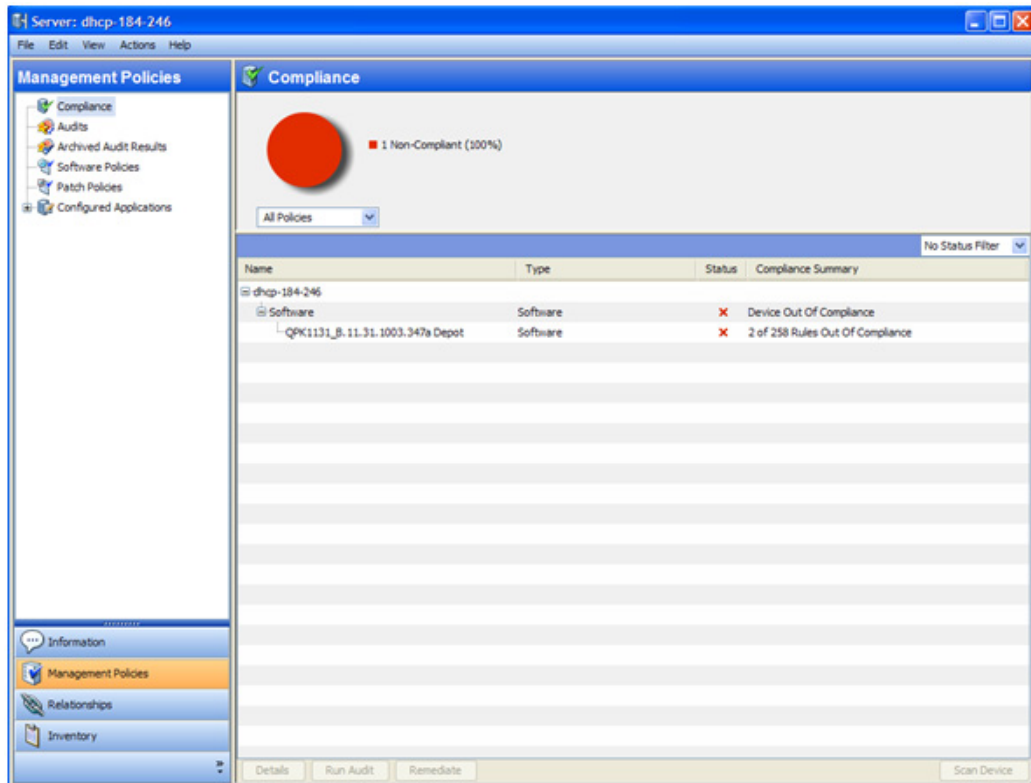 Server: dhcp-184-246
File Edit View Actions Help
Management Policies
Compliance
Audits
Archived Audit Results
Software Policies
Patch Policies
Configured Applications
Information
Management Policies
Relationships
Inventory
Compliance
1 Non-Compliant (100%)
All Policies
No Status Filter
Name Type Status Compliance Summary
dhcp-184-246
Software Software Device Out Of Compliance
QPK1131_B.11.31.1003.347a Depot Software 2 of 258 Rules Out Of Compliance
Details Run Audit Remediate Scan Device